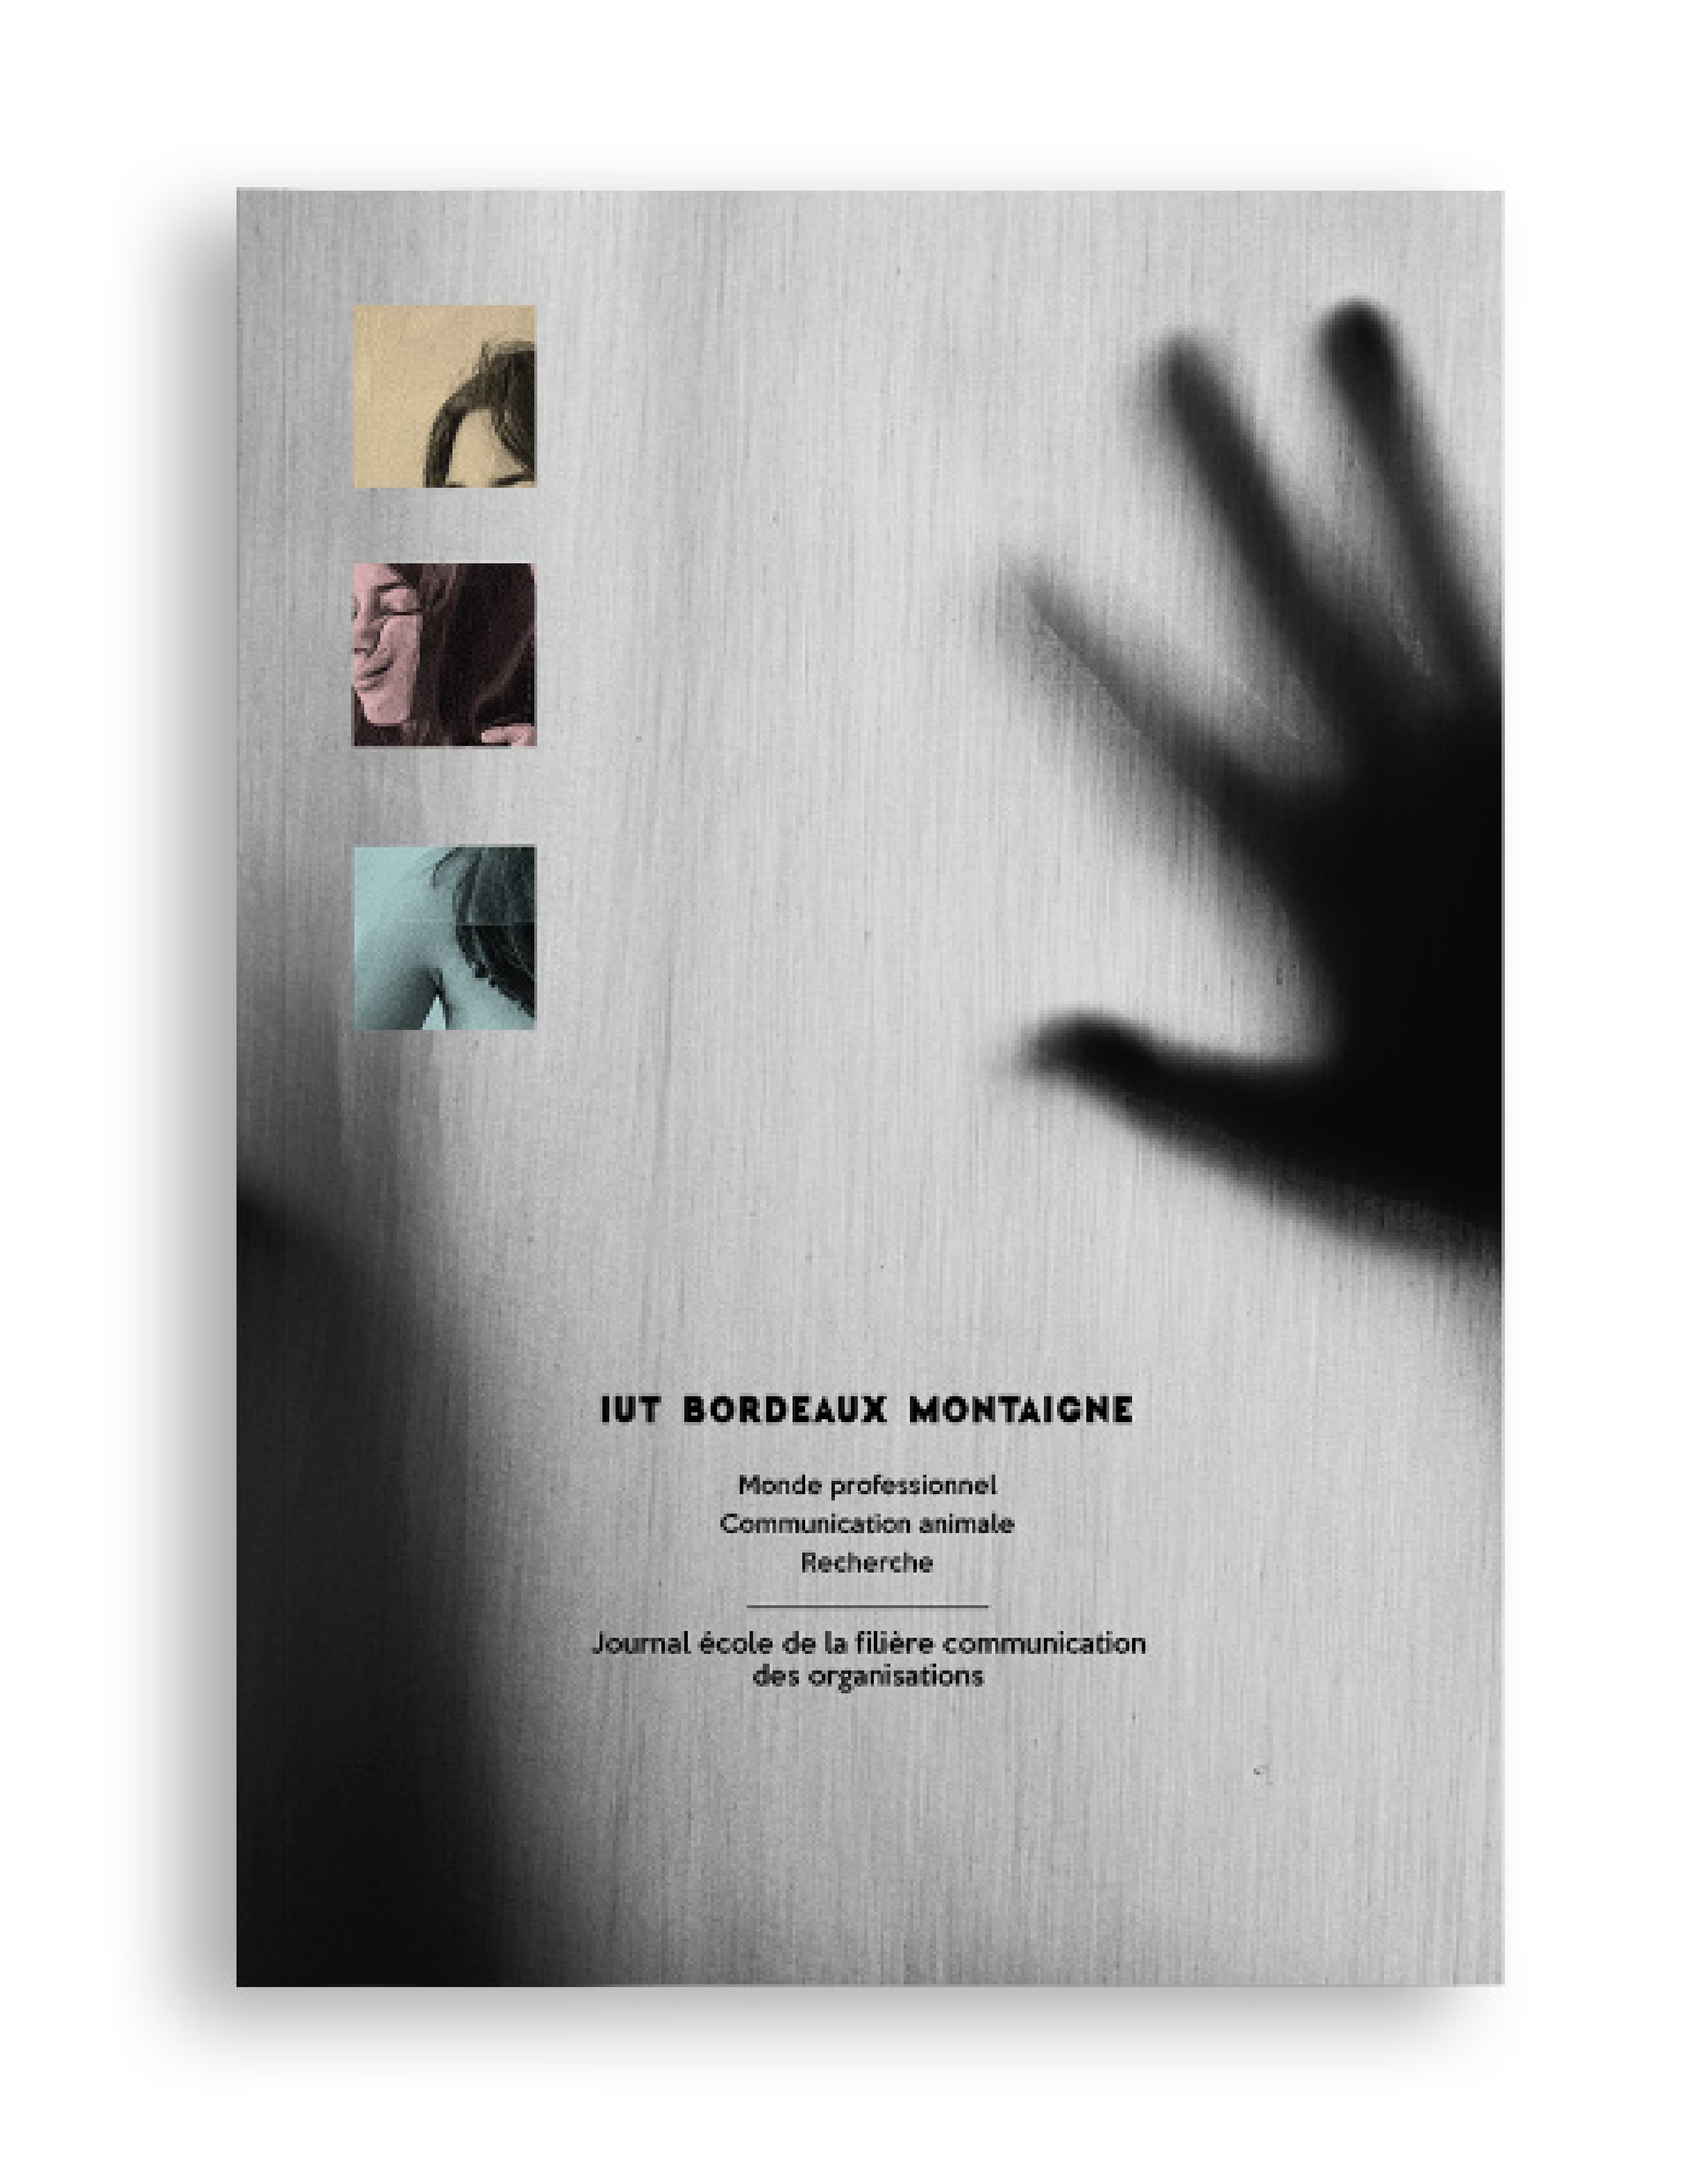 IUT BORDEAUX MONTAIGNE
Monde professionnel
Communication animale
Recherche
Journal école de la filière communication
des organisations